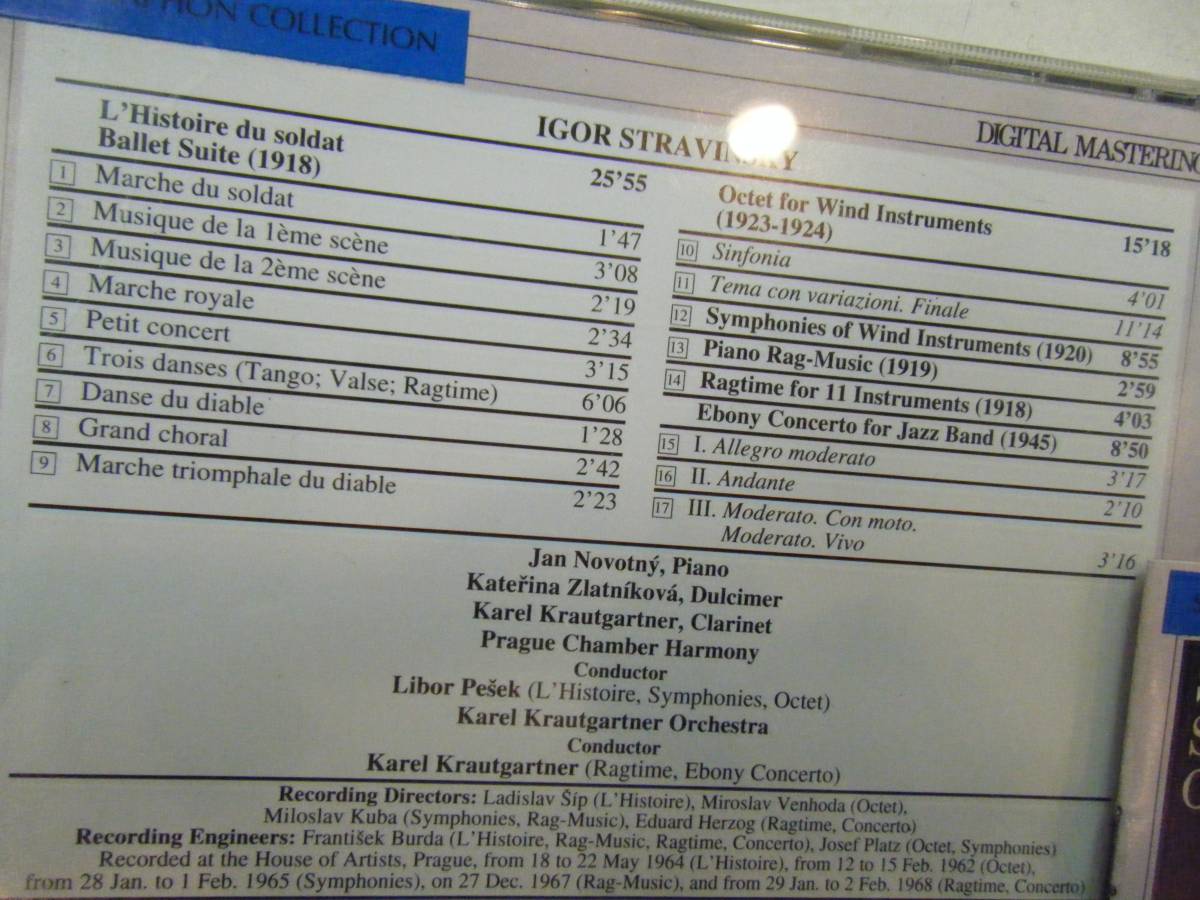 COLLECTION
IGOR STRAVINSKY
DIGITAL MASTERING
L'Histoire du soldat
Ballet Suite (1918) 25'55
1 Marche du soldat 1'47
2 Musique de la 1ème scène 3'08
3 Musique de la 2ème scène 2'19
4 Marche royale 2'34
5 Petit concert 3'15
6 Trois danses (Tango; Valse; Ragtime) 6'06
7 Danse du diable 1'28
8 Grand choral 2'42
9 Marche triomphale du diable 2'23
Octet for Wind Instruments
(1923-1924) 15'18
10 Sinfonia 4'01
11 Tema con variazioni. Finale 11'14
12 Symphonies of Wind Instruments (1920) 8'55
13 Piano Rag-Music (1919) 2'59
14 Ragtime for 11 Instruments (1918) 4'03
Ebony Concerto for Jazz Band (1945) 8'50
15 I. Allegro moderato 3'17
16 II. Andante 2'10
17 III. Moderato. Con moto.
Moderato. Vivo 3'16
Jan Novotný, Piano
Kateřina Zlatníková, Dulcimer
Karel Krautgartner, Clarinet
Prague Chamber Harmony
Conductor
Libor Pešek (L'Histoire, Symphonies, Octet)
Karel Krautgartner Orchestra
Conductor
Karel Krautgartner (Ragtime, Ebony Concerto)
Recording Directors: Ladislav Šíp (L'Histoire), Miroslav Venhoda (Octet),
Miloslav Kuba (Symphonies, Rag-Music), Eduard Herzog (Ragtime, Concerto)
Recording Engineers: František Burda (L'Histoire, Rag-Music, Ragtime, Concerto), Josef Platz (Octet, Symphonies)
Recorded at the House of Artists, Prague, from 18 to 22 May 1964 (L'Histoire), from 12 to 15 Feb. 1962 (Octet),
from 28 Jan. to 1 Feb. 1965 (Symphonies), on 27 Dec. 1967 (Rag-Music), and from 29 Jan. to 2 Feb. 1968 (Ragtime, Concerto)